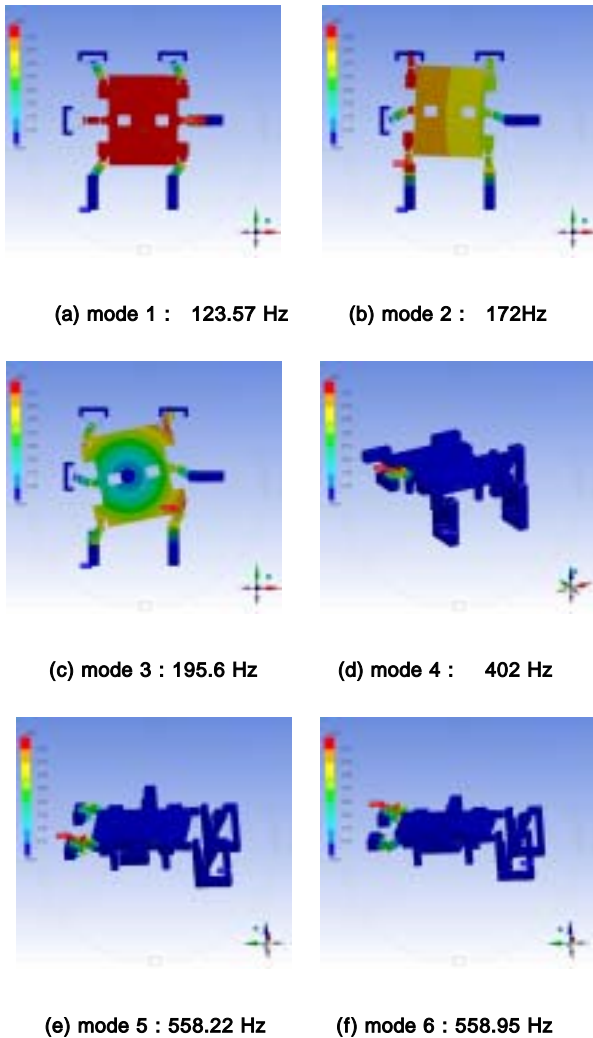 (a) mode 1 : 123.57 Hz
(b) mode 2 : 172Hz
(c) mode 3 : 195.6 Hz
(d) mode 4 : 402 Hz
(e) mode 5 : 558.22 Hz
(f) mode 6 : 558.95 Hz